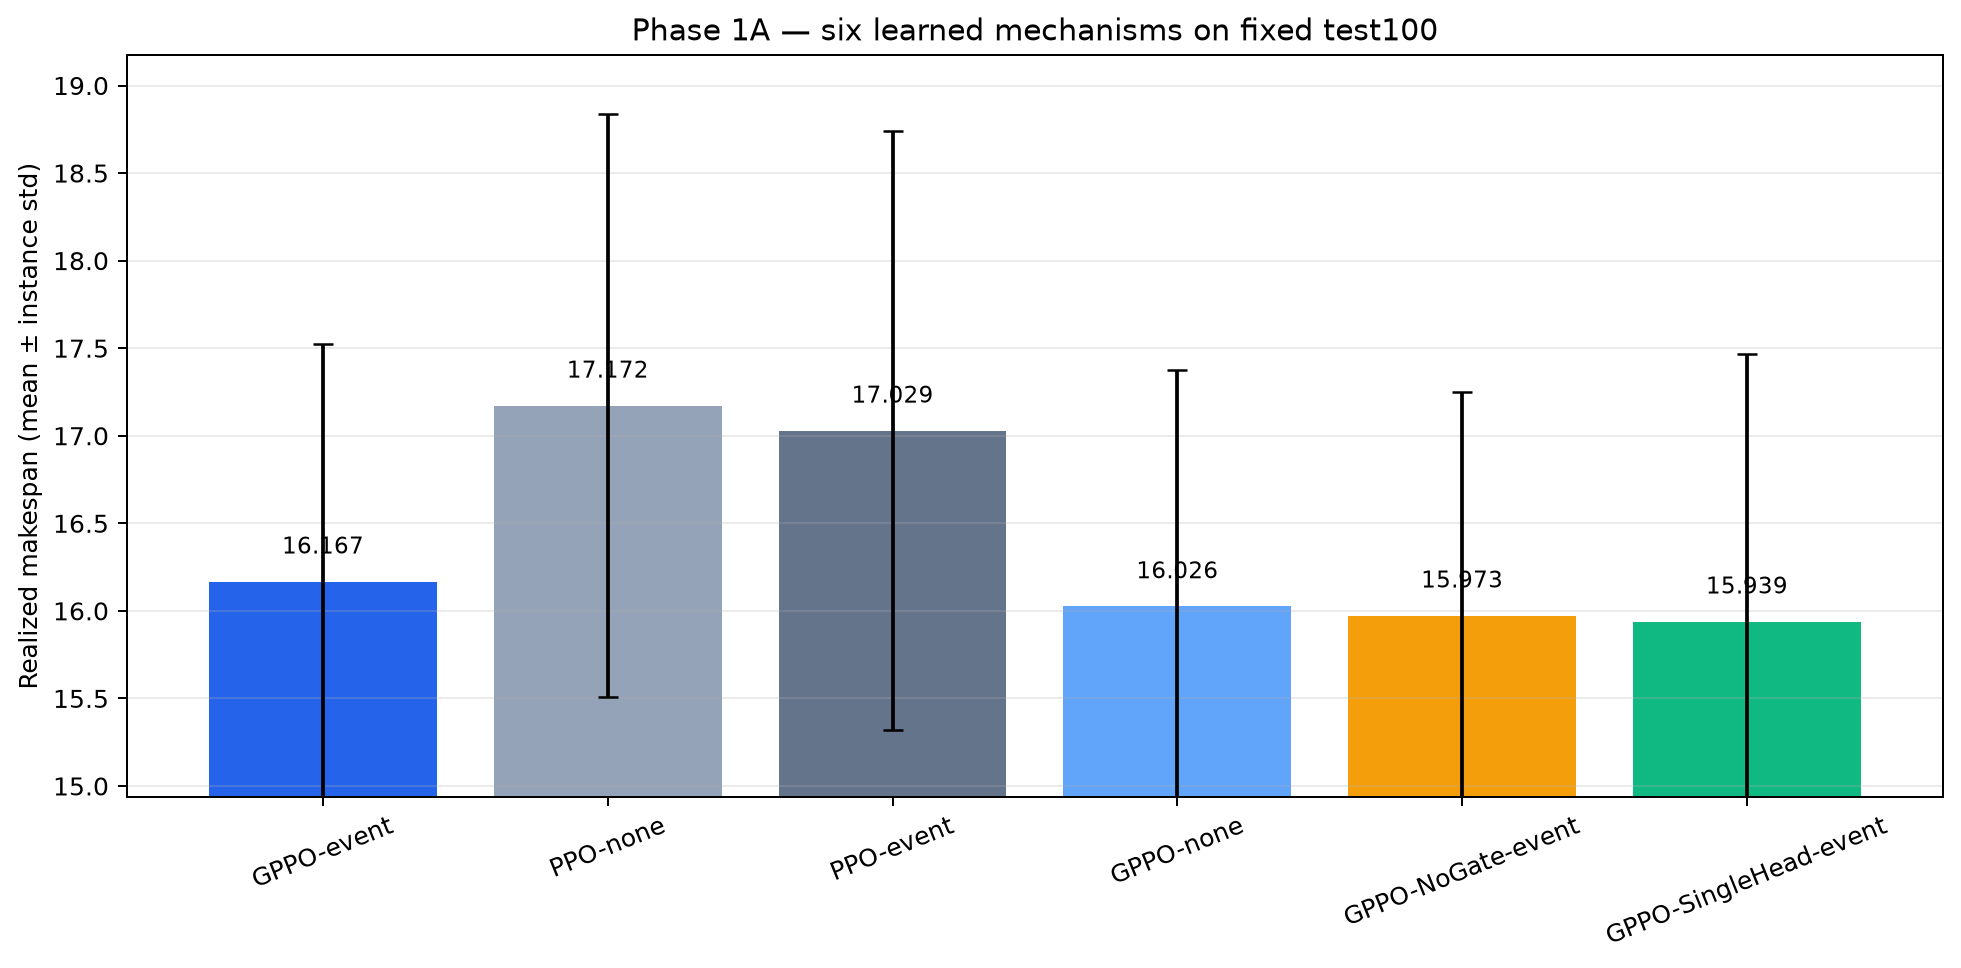 Phase 1A — six learned mechanisms on fixed test100
Realized makespan (mean ± instance std)
19.0
18.5
18.0
17.5
17.0
16.5
16.0
15.5
15.0
16.167
17.172
17.029
16.026
15.973
15.939
GPPO-event
PPO-none
PPO-event
GPPO-none
GPPO-NoGate-event
GPPO-SingleHead-event